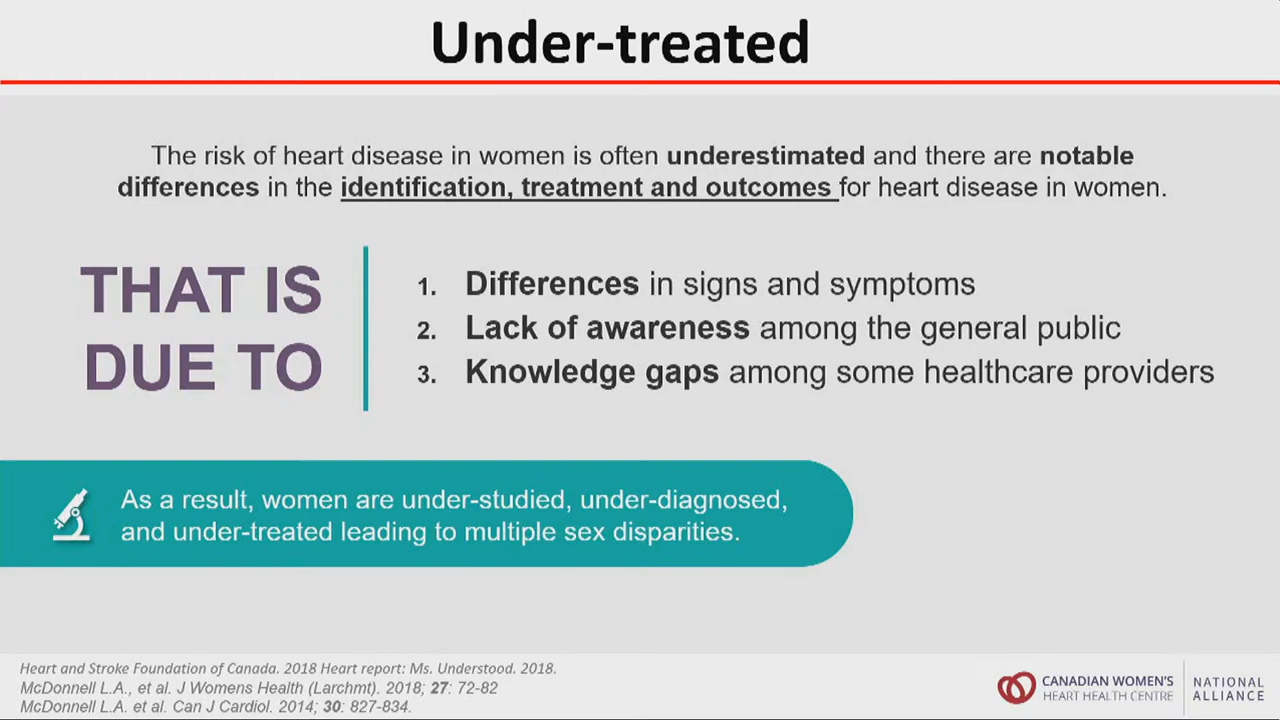 Under-treated
The risk of heart disease in women is often underestimated and there are notable
differences in the identification, treatment and outcomes for heart disease in women.
THAT IS
DUE TO
1. Differences in signs and symptoms
2. Lack of awareness among the general public
3. Knowledge gaps among some healthcare providers
As a result, women are under-studied, under-diagnosed,
and under-treated leading to multiple sex disparities.
Heart and Stroke Foundation of Canada. 2018 Heart report: Ms. Understood. 2018.
McDonnell L.A., et al. J Womens Health (Larchmt). 2018; 27: 72-82
McDonnell L.A. et al. Can J Cardiol. 2014; 30: 827-834.
CANADIAN WOMEN'S
HEART HEALTH CENTRE
NATIONAL
ALLIANCE